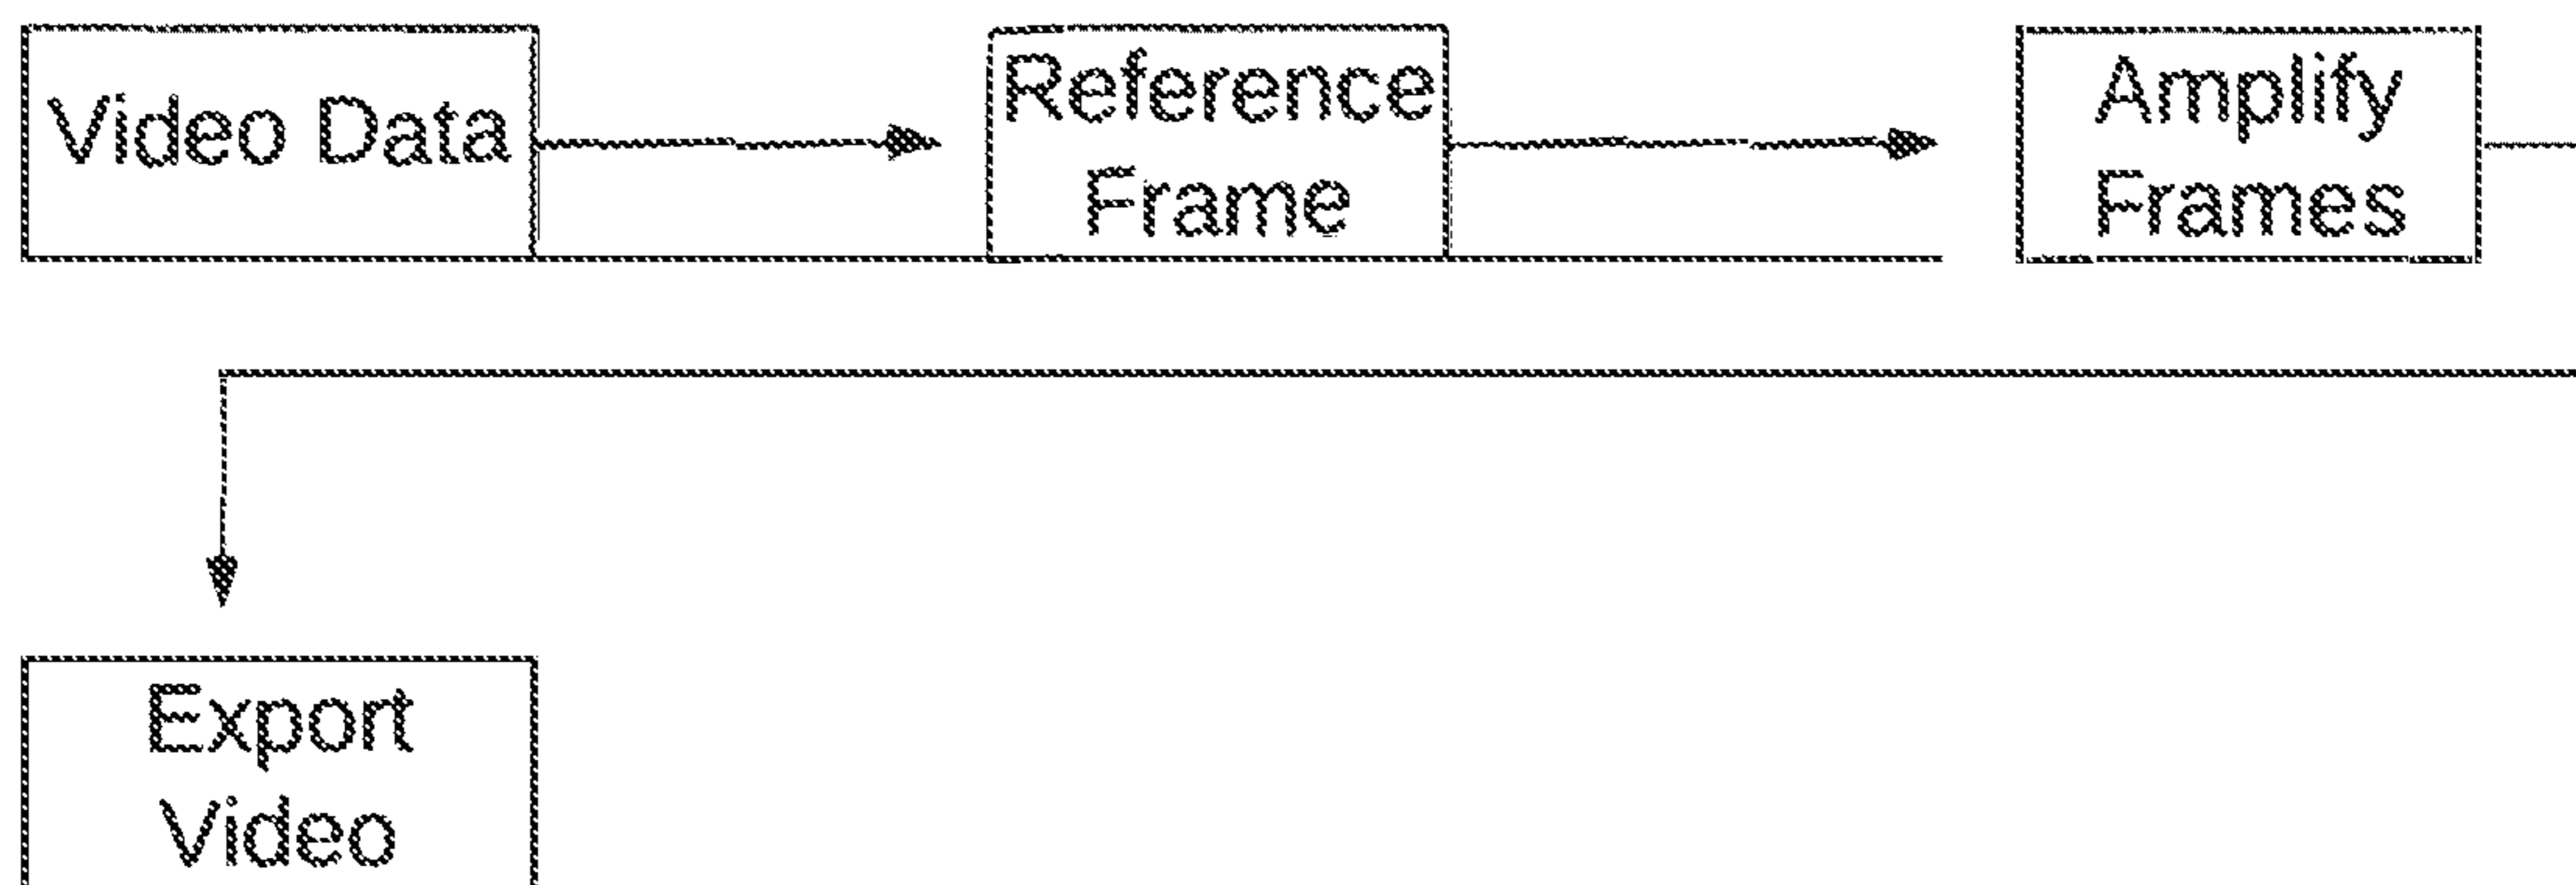 Video Data
Reference
Frame
Amplify
Frames
Export
Video